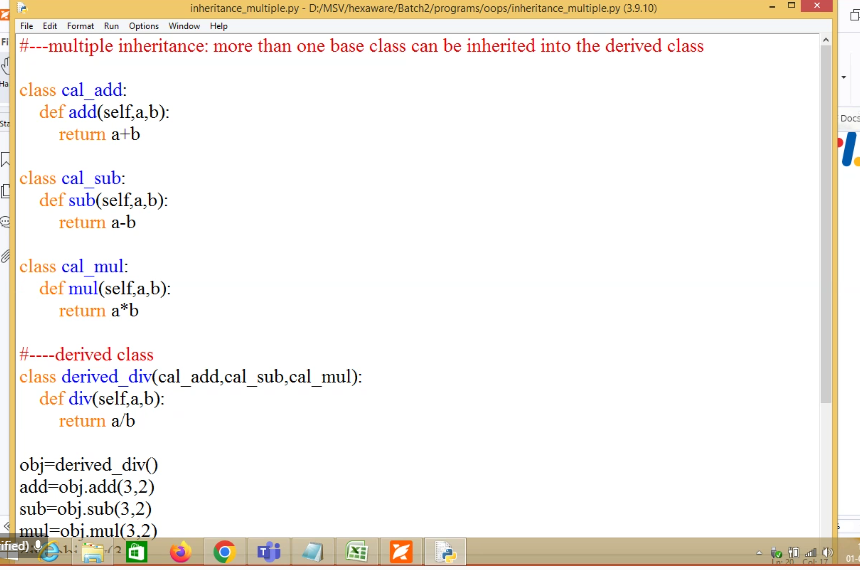 inheritance_multiple.py - D:/MSV/hexaware/Batch2/programs/oops/inheritance_multiple.py (3.9.10)
File Edit Format Run Options Window Help
#---multiple inheritance: more than one base class can be inherited into the derived class
class cal_add:
def add(self,a,b):
return a+b
class cal_sub:
def sub(self,a,b):
return a-b
class cal_mul:
def mul(self,a,b):
return a*b
#----derived class
class derived_div(cal_add,cal_sub,cal_mul):
def div(self,a,b):
return a/b
obj=derived_div()
add=obj.add(3,2)
sub=obj.sub(3,2)
mul=obj.mul(3,2)
Ln: 20 Col: 17